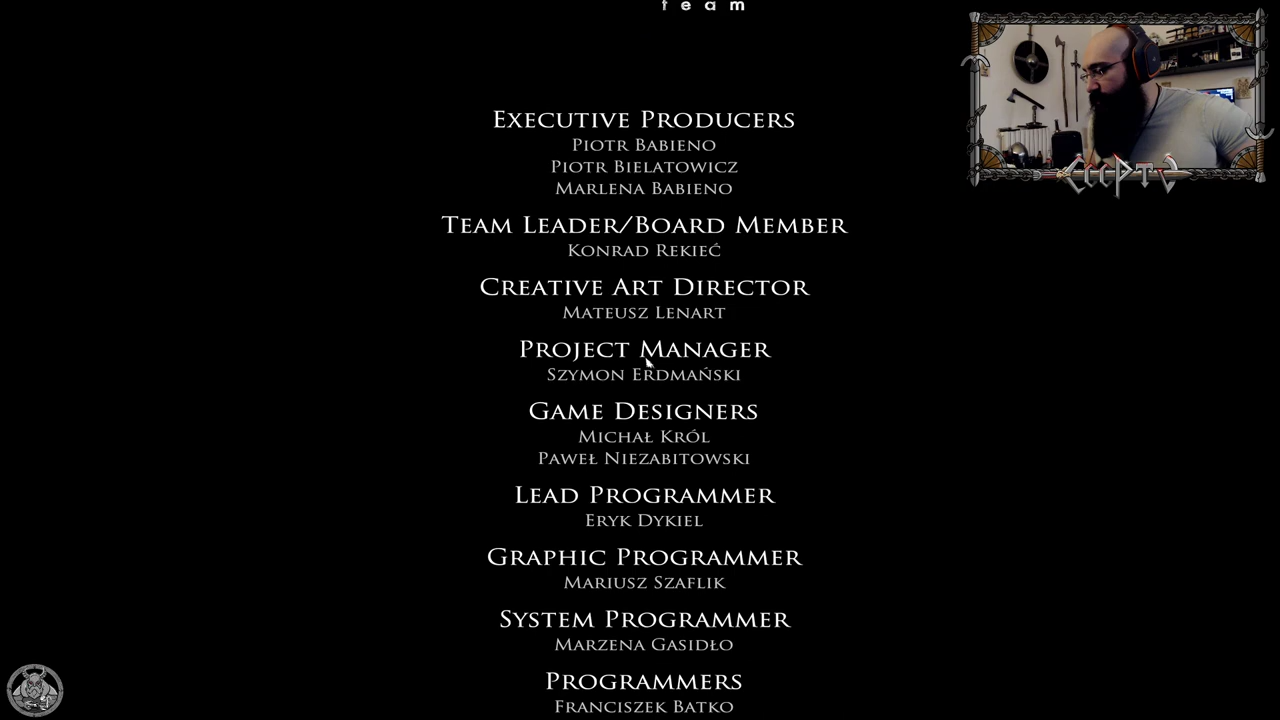 team
Executive Producers
Piotr Babieno
Piotr Bielatowicz
Marlena Babieno
Team Leader/Board Member
Konrad Rekieć
Creative Art Director
Mateusz Lenart
Project Manager
Szymon Erdmański
Game Designers
Michał Król
Paweł Niezabitowski
Lead Programmer
Eryk Dykiel
Graphic Programmer
Mariusz Szaflik
System Programmer
Marzena Gasidło
Programmers
Franciszek Batko